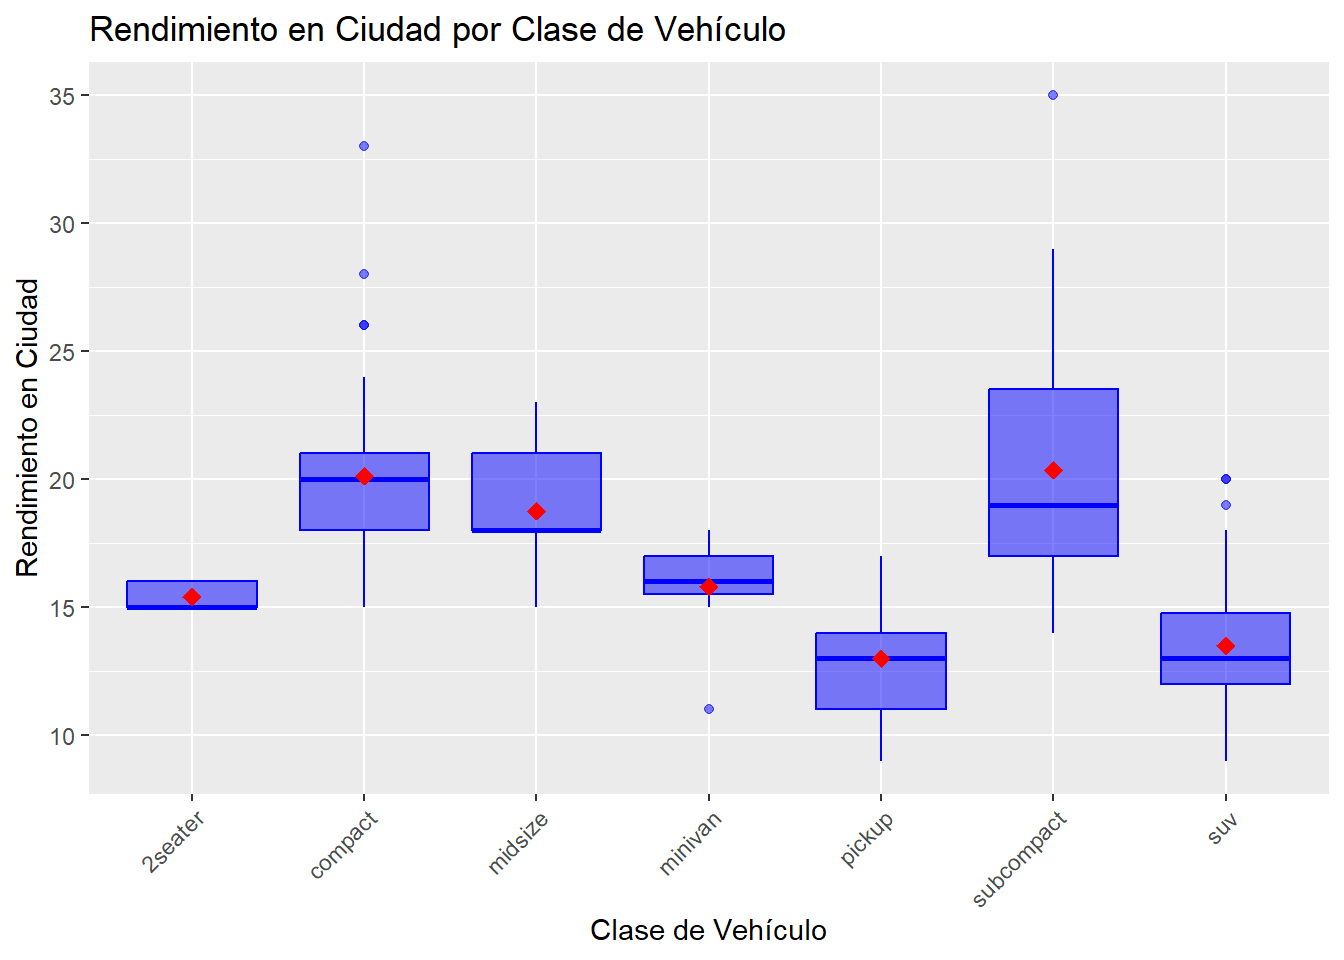 Rendimiento en Ciudad por Clase de Vehículo
Rendimiento en Ciudad
35
30
25
20
15
10
2seater
compact
midsize
minivan
pickup
subcompact
suv
Clase de Vehículo